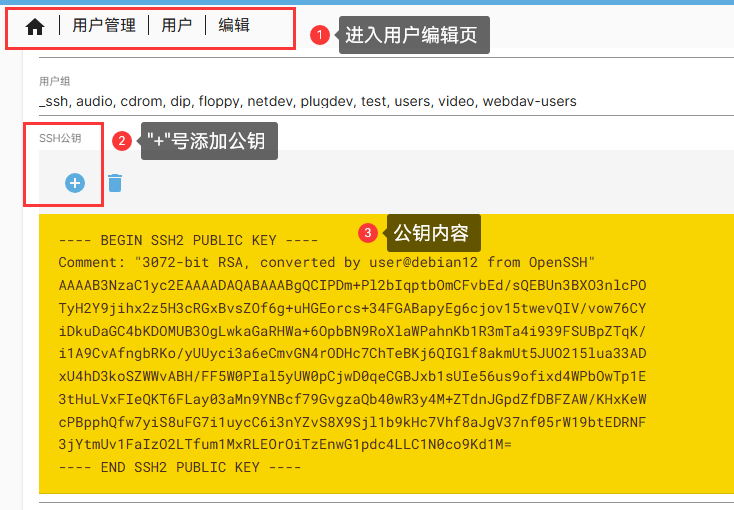 用户管理 用户 编辑
1 进入用户编辑页
用户组
_ssh, audio, cdrom, dip, floppy, netdev, plugdev, test, users, video, webdav-users
SSH公钥
2 "+"号添加公钥
3 公钥内容
---- BEGIN SSH2 PUBLIC KEY ----
Comment: "3072-bit RSA, converted by user@debian12 from OpenSSH"
AAAAB3NzaC1yc2EAAAADAQABAAABgQCIPDm+Pl2bIqptbOmCFvbEd/sQEBUn3BXO3nlcPO
TyH2Y9jihx2z5H3cRGxBvsZOf6g+uHGEorcs+34FGABapyEg6cjov15twevQIV/vow76CY
iDkuDaGC4bKDOMUB3OgLwkaGaRHWa+6OpbBN9RoXlaWPahnKb1R3mTa4i939FSUBpZTqK/
i1A9CvAfngbRKo/yUUyci3a6eCmvGN4rODHc7ChTeBKj6QIGlf8akmUt5JUO215lua33AD
xU4hD3koSZWWvABH/FF5W0PIal5yUW0pCjwD0qeCGBJxb1sUIe56us9ofixd4WPbOwTp1E
3tHuLVxFIeQKT6FLay03aMn9YNBcf79GvgzaQb40wR3y4M+ZTdnJGpdZfDBFZAW/KHxKeW
cPBpphQfw7yiS8uFG7i1uycC6i3nYZvS8X9Sjl1b9kHc7Vhf8aJgV37nf05rW19btEDRNF
3jYtmUv1FaIzO2LTfum1MxRLEOrOiTzEnwG1pdc4LLC1N0co9Kd1M=
---- END SSH2 PUBLIC KEY ----